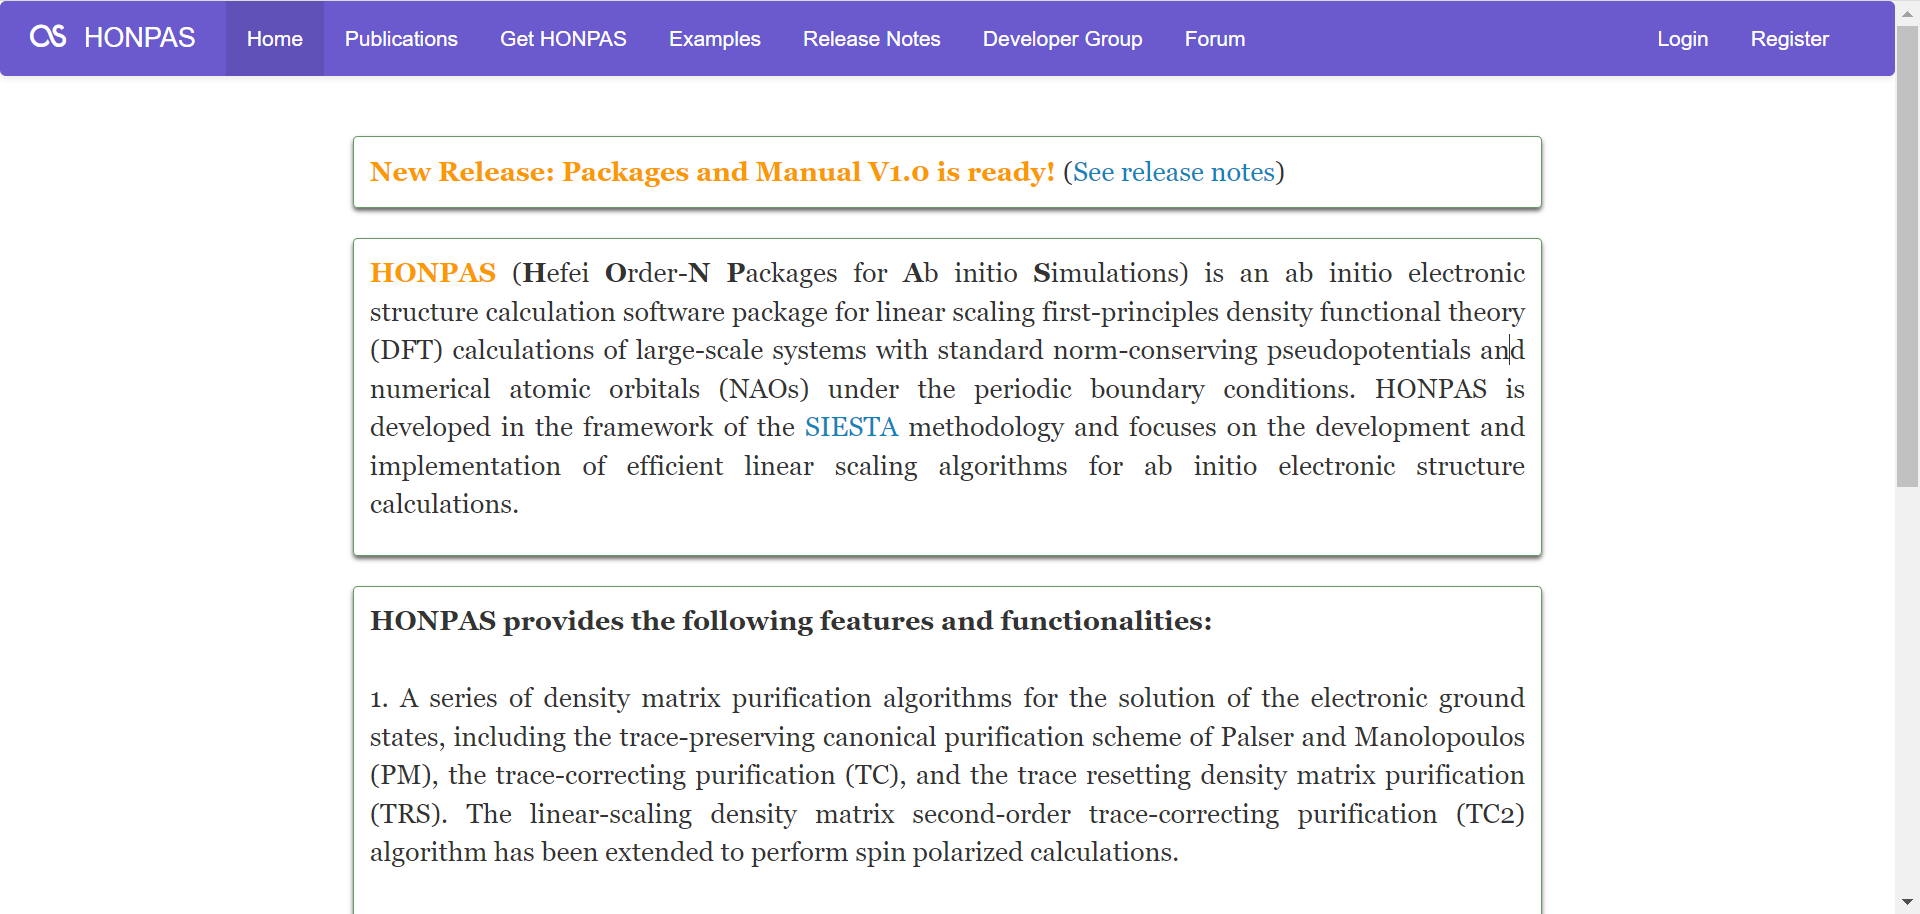 HONPAS Home Publications Get HONPAS Examples Release Notes Developer Group Forum Login Register
New Release: Packages and Manual V1.0 is ready! (See release notes)
HONPAS (Hefei Order-N Packages for Ab initio Simulations) is an ab initio electronic
structure calculation software package for linear scaling first-principles density functional theory
(DFT) calculations of large-scale systems with standard norm-conserving pseudopotentials and
numerical atomic orbitals (NAOs) under the periodic boundary conditions. HONPAS is
developed in the framework of the SIESTA methodology and focuses on the development and
implementation of efficient linear scaling algorithms for ab initio electronic structure
calculations.
HONPAS provides the following features and functionalities:
1. A series of density matrix purification algorithms for the solution of the electronic ground
states, including the trace-preserving canonical purification scheme of Palser and Manolopoulos
(PM), the trace-correcting purification (TC), and the trace resetting density matrix purification
(TRS). The linear-scaling density matrix second-order trace-correcting purification (TC2)
algorithm has been extended to perform spin polarized calculations.